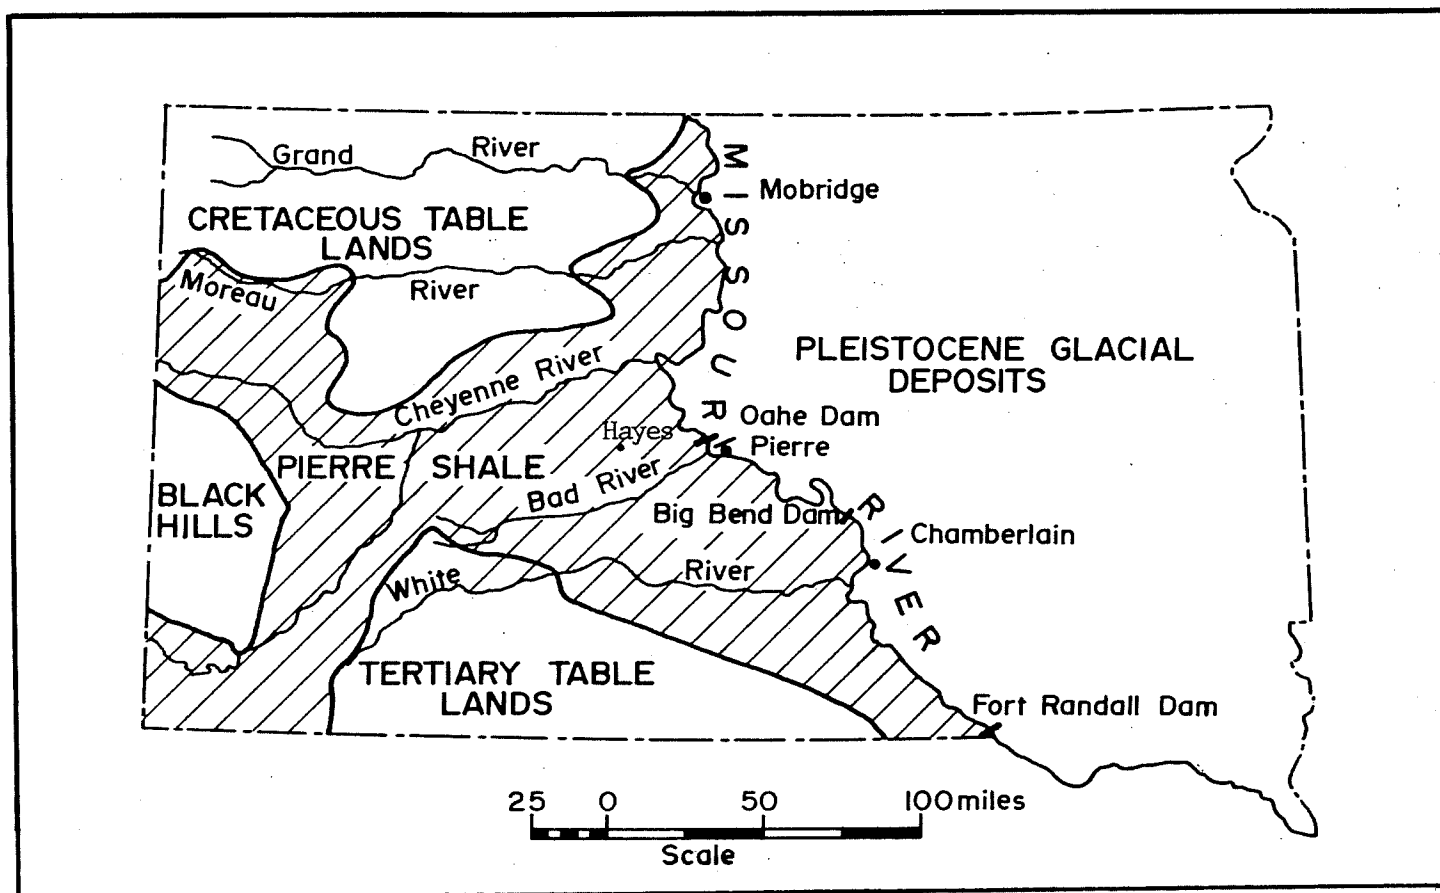 Grand River
Mobridge
CRETACEOUS TABLE
LANDS
Moreau River
MISSOURI RIVER
PLEISTOCENE GLACIAL
DEPOSITS
Cheyenne River
Oahe Dam
Hayes
Pierre
PIERRE SHALE
BLACK
HILLS
Bad River
Big Bend Dam
Chamberlain
White River
TERTIARY TABLE
LANDS
Fort Randall Dam
25 0 50 100 miles
Scale